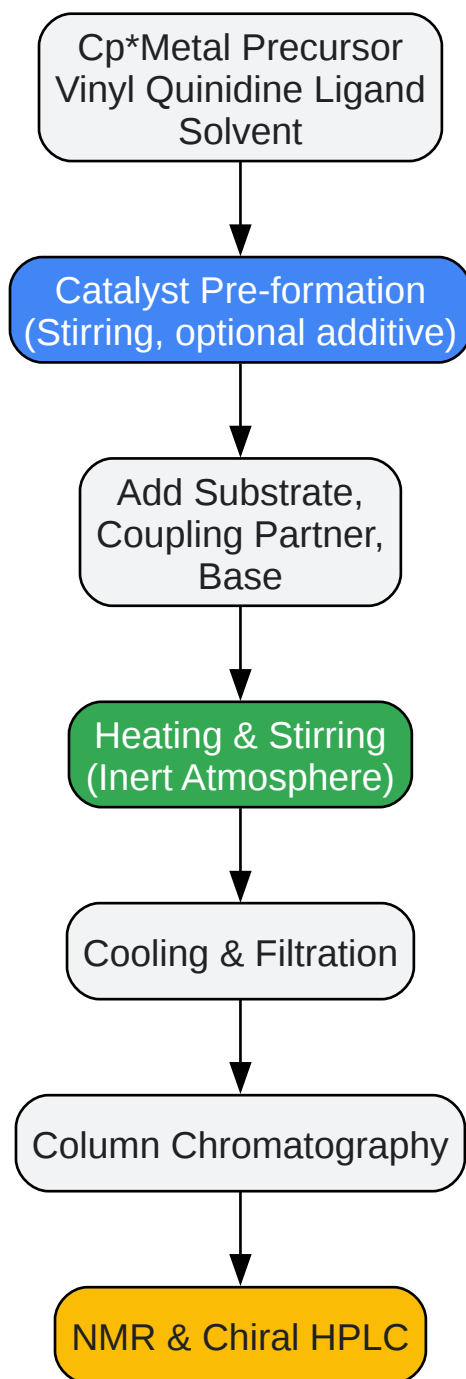 Cp*Metal Precursor
Vinyl Quinidine Ligand
Solvent
Catalyst Pre-formation
(Stirring, optional additive)
Add Substrate,
Coupling Partner,
Base
Heating & Stirring
(Inert Atmosphere)
Cooling & Filtration
Column Chromatography
NMR & Chiral HPLC